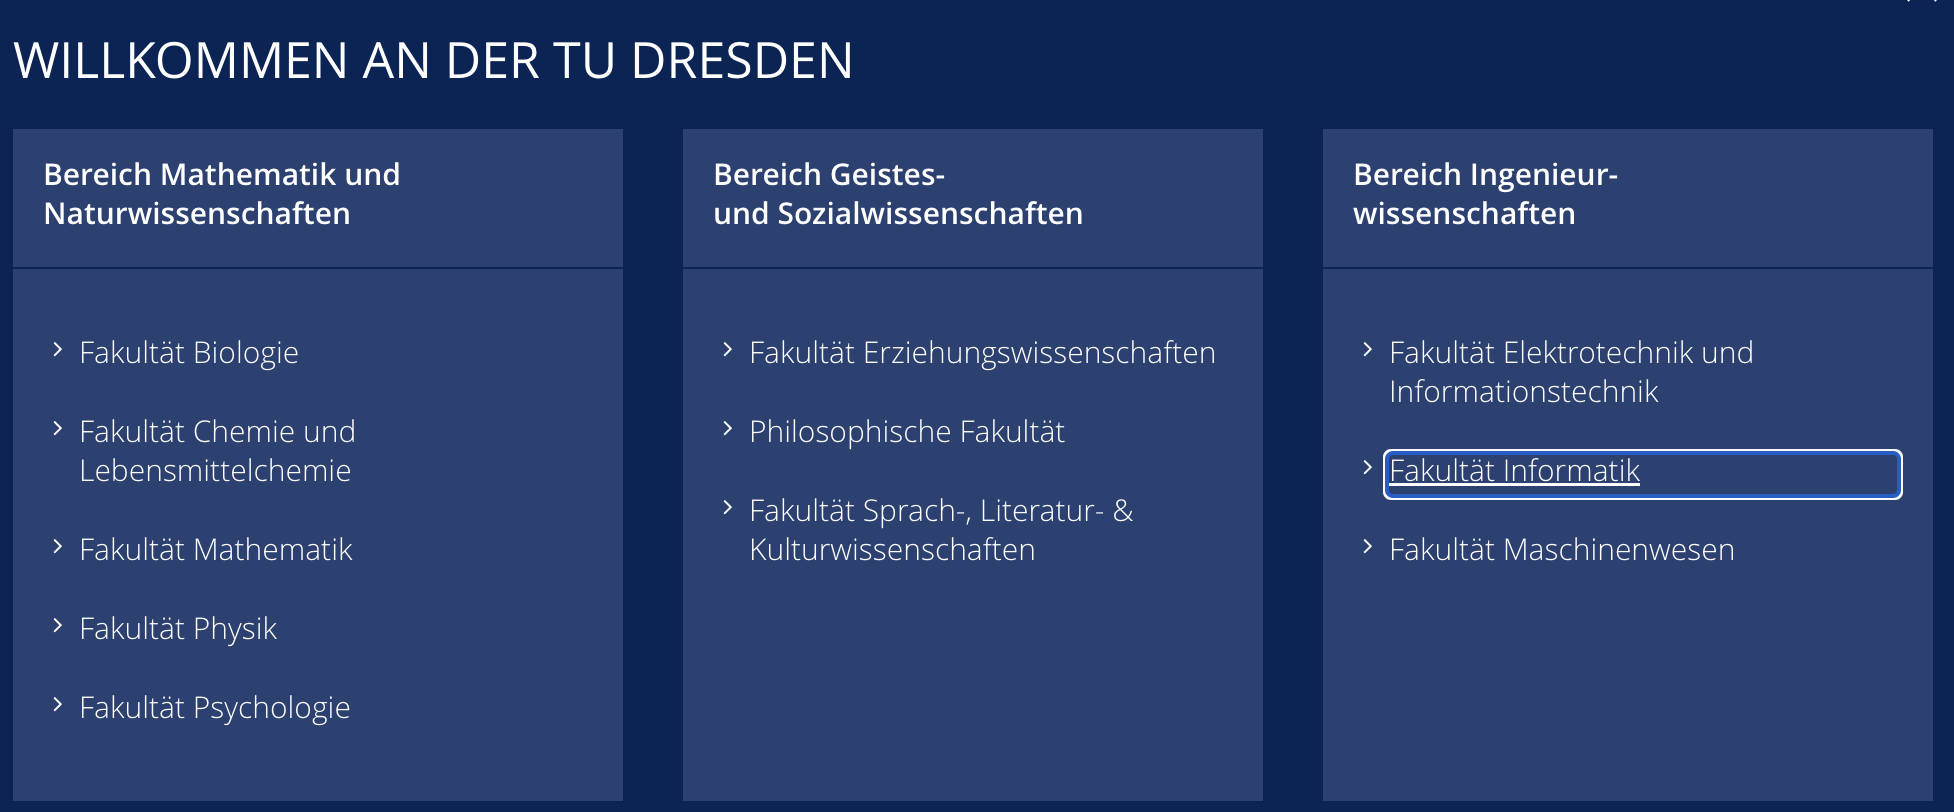 WILLKOMMEN AN DER TU DRESDEN
Bereich Mathematik und
Naturwissenschaften
Fakultät Biologie
Fakultät Chemie und
Lebensmittelchemie
Fakultät Mathematik
Fakultät Physik
Fakultät Psychologie
Bereich Geistes-
und Sozialwissenschaften
Fakultät Erziehungswissenschaften
Philosophische Fakultät
Fakultät Sprach-, Literatur- &
Kulturwissenschaften
Bereich Ingenieur-
wissenschaften
Fakultät Elektrotechnik und
Informationstechnik
Fakultät Informatik
Fakultät Maschinenwesen